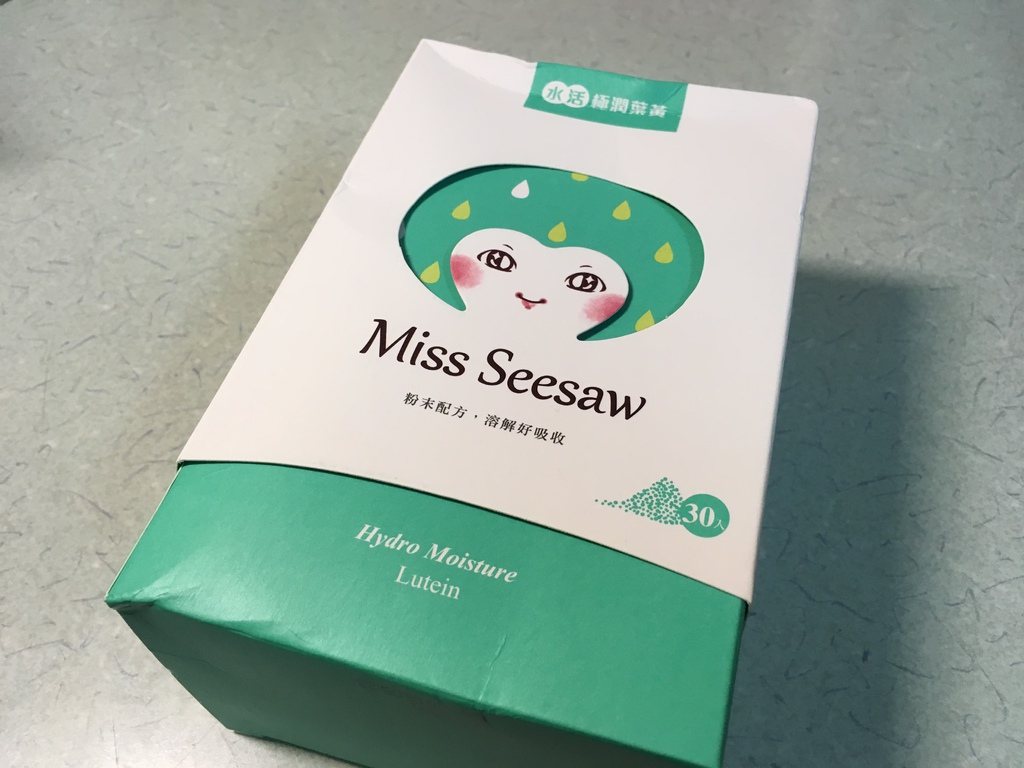 水活 極潤葉黃
Miss Seesaw
粉末配方，溶解好吸收
30入
Hydro Moisture
Lutein